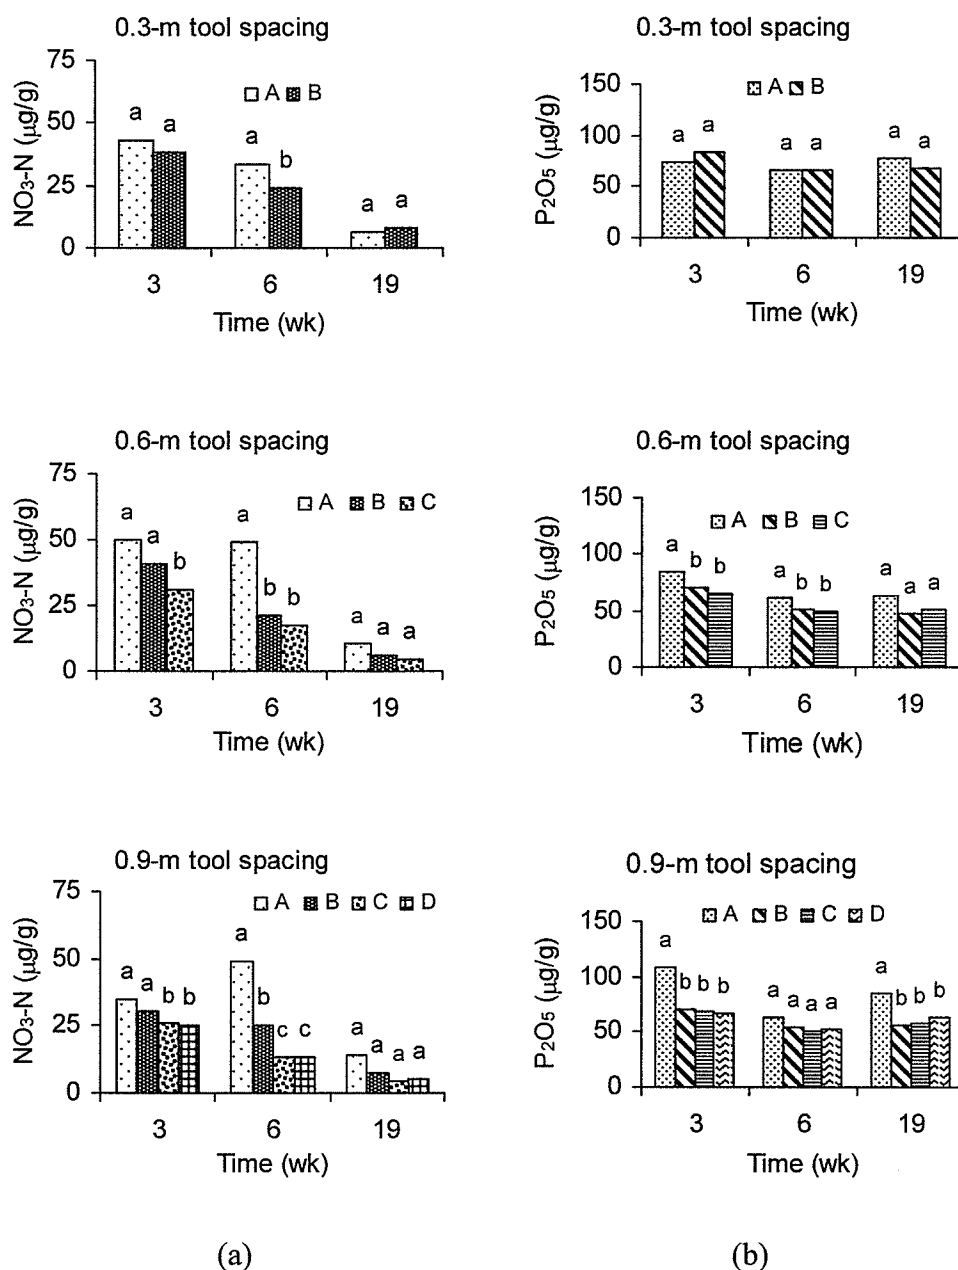 0.3-m tool spacing
NO₃-N (µg/g)
75
50
25
0
A B
a a a b a a
3 6 19
Time (wk)
0.3-m tool spacing
P₂O₅ (µg/g)
150
100
50
0
A B
a a a a a a
3 6 19
Time (wk)
0.6-m tool spacing
NO₃-N (µg/g)
75
50
25
0
A B C
a a b a b b a a a
3 6 19
Time (wk)
0.6-m tool spacing
P₂O₅ (µg/g)
150
100
50
0
A B C
a b b a b b a a a
3 6 19
Time (wk)
0.9-m tool spacing
NO₃-N (µg/g)
75
50
25
0
A B C D
a a b b a b c c a a a a
3 6 19
Time (wk)
0.9-m tool spacing
P₂O₅ (µg/g)
150
100
50
0
A B C D
a b b b a a a a a b b b
3 6 19
Time (wk)
(a) (b)